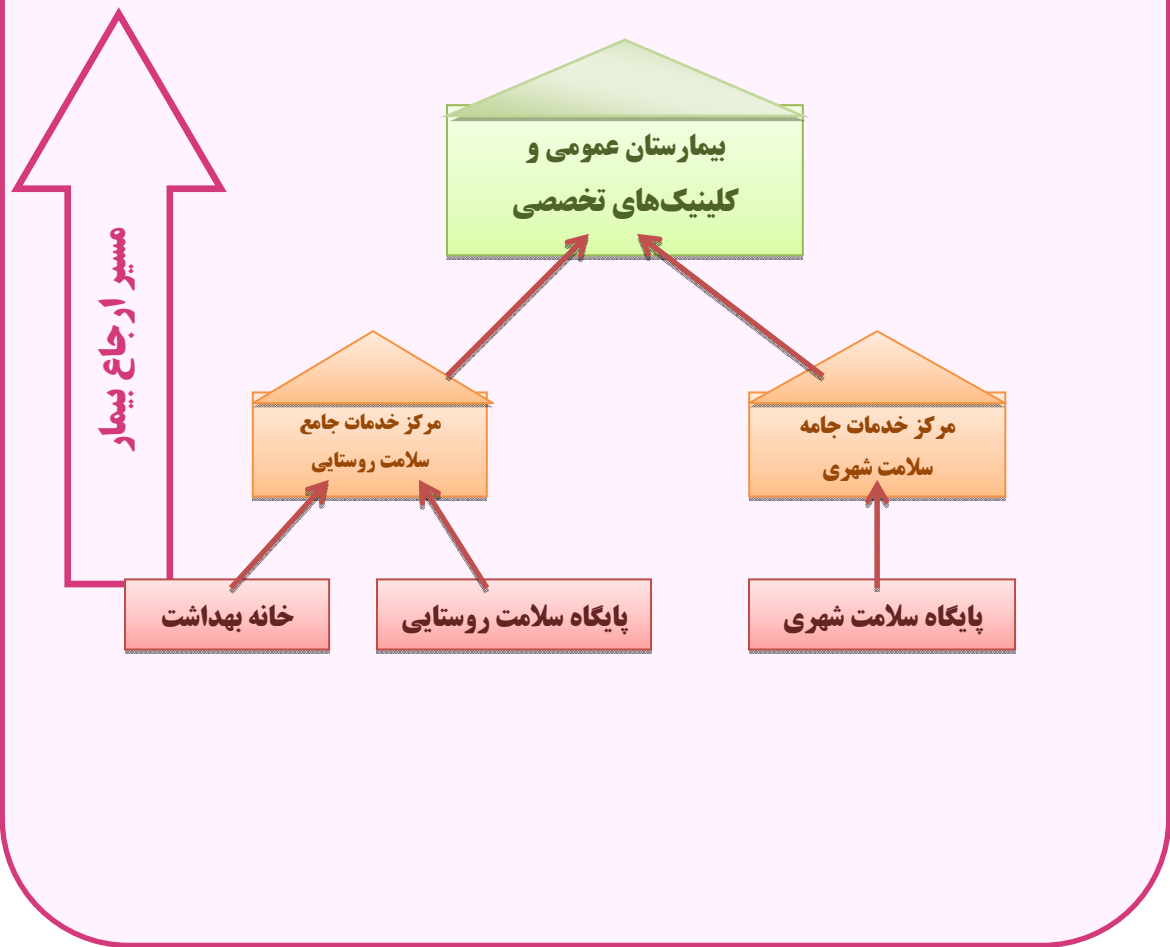 بیمارستان عمومی و
کلینیک‌های تخصصی
مسیر ارجاع بیمار
مرکز خدمات جامه
سلامت شهری
مرکز خدمات جامع
سلامت روستایی
پایگاه سلامت شهری
پایگاه سلامت روستایی
خانه بهداشت